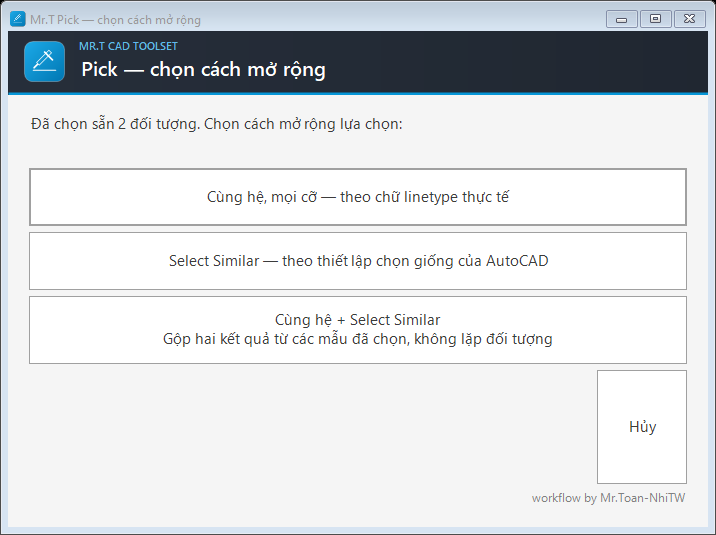 Mr.T Pick — chọn cách mở rộng
MR.T CAD TOOLSET
Pick — chọn cách mở rộng
Đã chọn sẵn 2 đối tượng. Chọn cách mở rộng lựa chọn:
Cùng hệ, mọi cỡ — theo chữ linetype thực tế
Select Similar — theo thiết lập chọn giống của AutoCAD
Cùng hệ + Select Similar
Gộp hai kết quả từ các mẫu đã chọn, không lặp đối tượng
Hủy
workflow by Mr.Toan-NhiTW